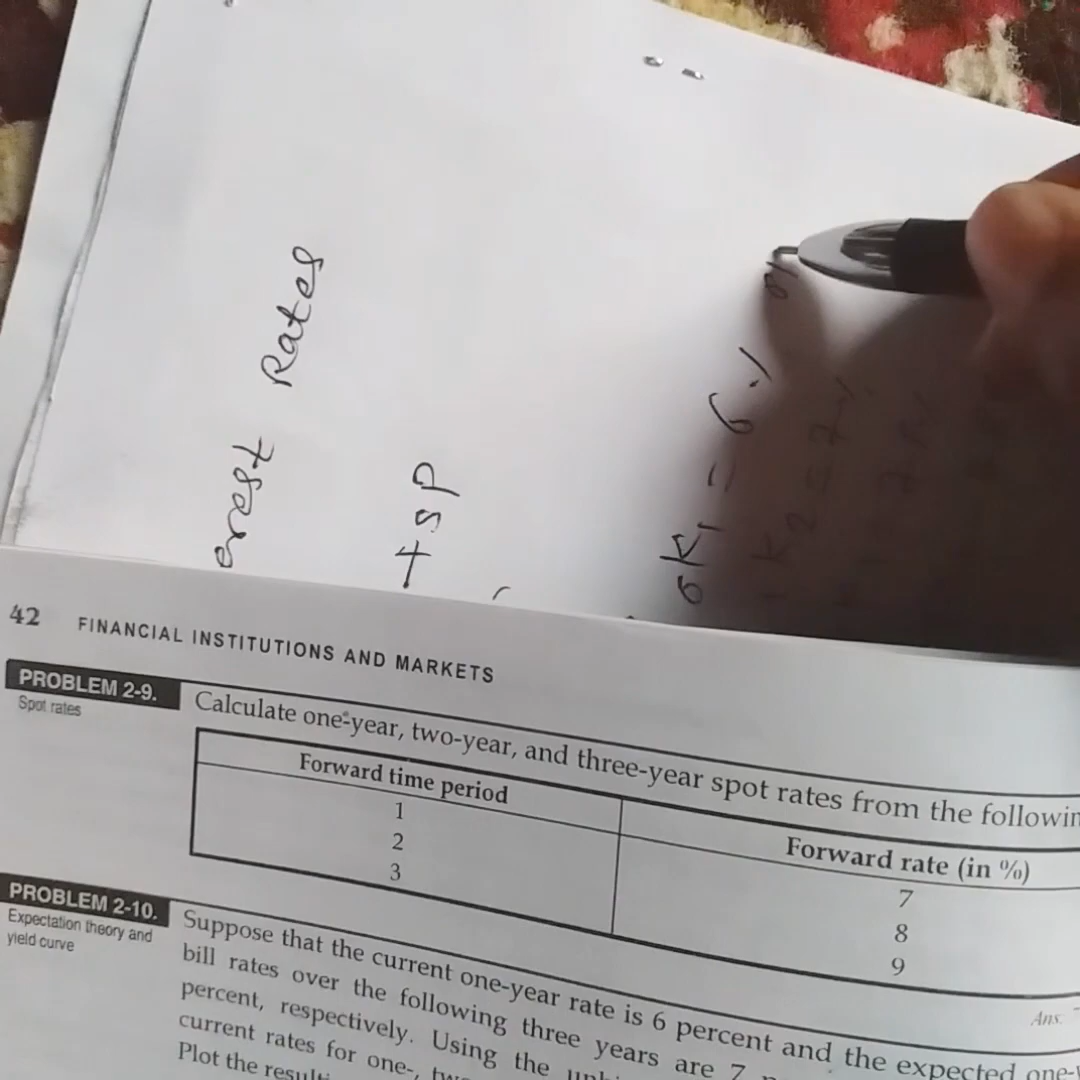 erest Rates
+ SP
0k1 = 6%
1k2 = 7%
42 FINANCIAL INSTITUTIONS AND MARKETS
PROBLEM 2-9.
Spot rates
Calculate one-year, two-year, and three-year spot rates from the followin
Forward time period Forward rate (in %)
1 7
2 8
3 9
Ans:
PROBLEM 2-10.
Expectation theory and
yield curve
Suppose that the current one-year rate is 6 percent and the expected one-
bill rates over the following three years are 7
percent, respectively. Using the
current rates for one-,
Plot the